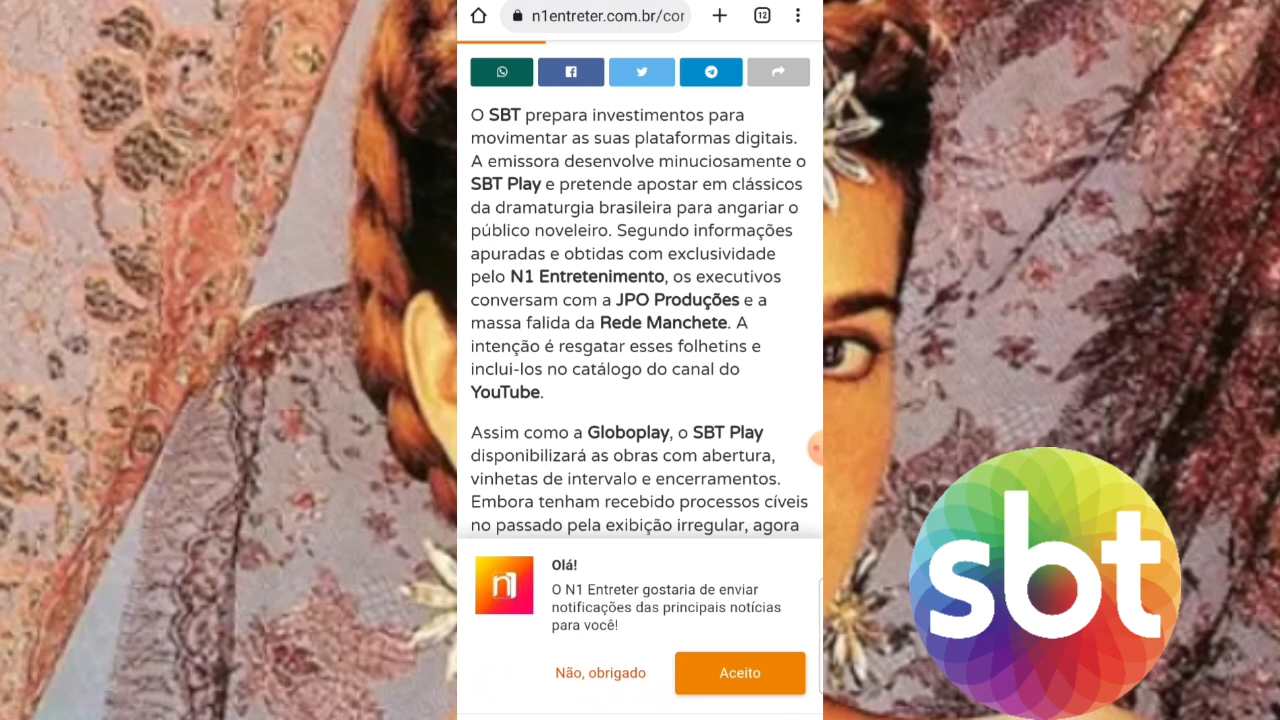 n1entreter.com.br/cor
12
O SBT prepara investimentos para
movimentar as suas plataformas digitais.
A emissora desenvolve minuciosamente o
SBT Play e pretende apostar em clássicos
da dramaturgia brasileira para angariar o
público noveleiro. Segundo informações
apuradas e obtidas com exclusividade
pelo N1 Entretenimento, os executivos
conversam com a JPO Produções e a
massa falida da Rede Manchete. A
intenção é resgatar esses folhetins e
inclui-los no catálogo do canal do
YouTube.
Assim como a Globoplay, o SBT Play
disponibilizará as obras com abertura,
vinhetas de intervalo e encerramentos.
Embora tenham recebido processos cíveis
no passado pela exibição irregular, agora
n1
Olá!
O N1 Entreter gostaria de enviar
notificações das principais notícias
para você!
Não, obrigado
Aceito
sbt